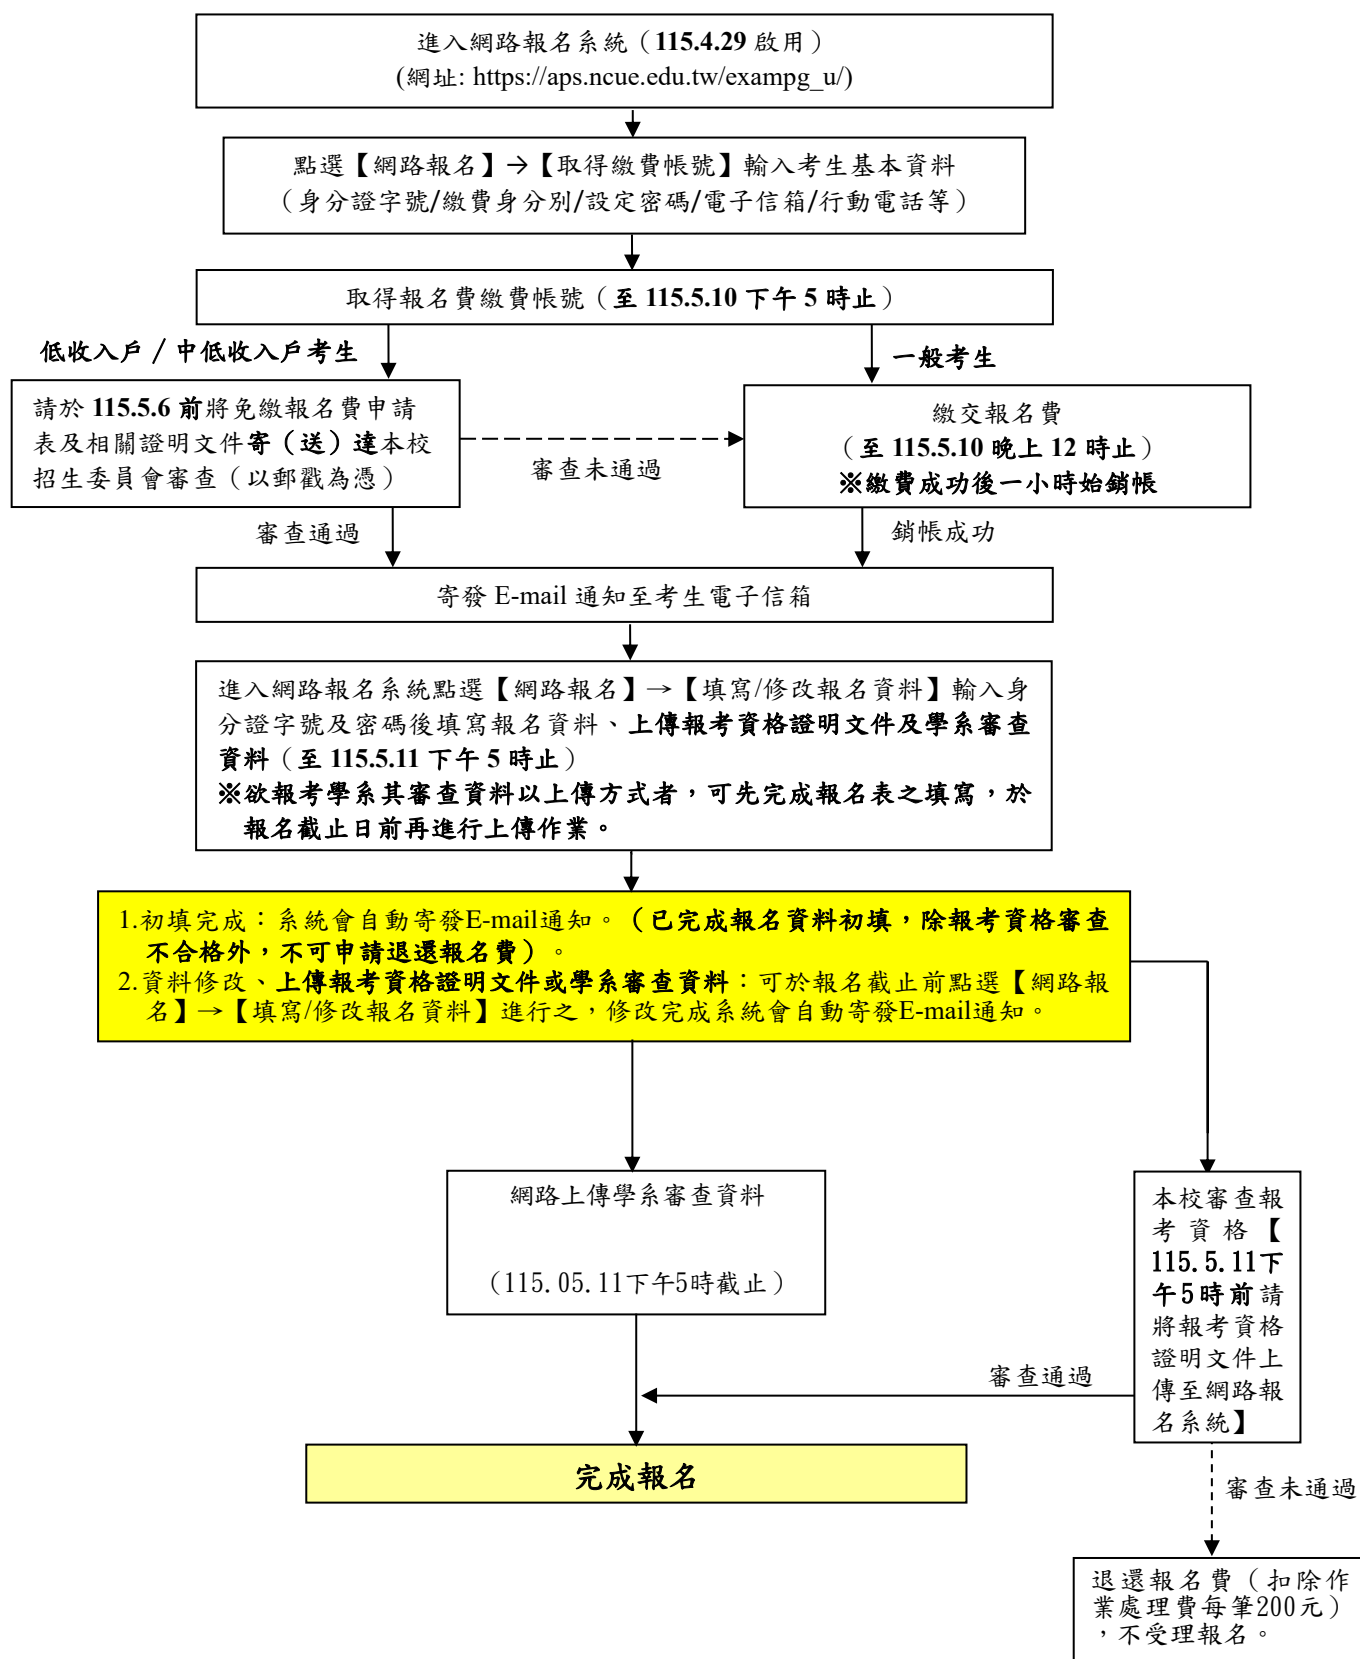 進入網路報名系統（115.4.29 啟用）
(網址: https://aps.ncue.edu.tw/exampg_u/)
點選【網路報名】→【取得繳費帳號】輸入考生基本資料
（身分證字號/繳費身分別/設定密碼/電子信箱/行動電話等）
取得報名費繳費帳號（至 115.5.10 下午 5 時止）
低收入戶／中低收入戶考生
一般考生
請於 115.5.6 前將免繳報名費申請
表及相關證明文件寄（送）達本校
招生委員會審查（以郵戳為憑）
審查未通過
繳交報名費
（至 115.5.10 晚上 12 時止）
※繳費成功後一小時始銷帳
審查通過
銷帳成功
寄發 E-mail 通知至考生電子信箱
進入網路報名系統點選【網路報名】→【填寫/修改報名資料】輸入身
分證字號及密碼後填寫報名資料、上傳報考資格證明文件及學系審查
資料（至 115.5.11 下午 5 時止）
※欲報考學系其審查資料以上傳方式者，可先完成報名表之填寫，於
報名截止日前再進行上傳作業。
1.初填完成：系統會自動寄發E-mail通知。（已完成報名資料初填，除報考資格審查
不合格外，不可申請退還報名費）。
2.資料修改、上傳報考資格證明文件或學系審查資料：可於報名截止前點選【網路報
名】→【填寫/修改報名資料】進行之，修改完成系統會自動寄發E-mail通知。
網路上傳學系審查資料
（115.05.11下午5時截止）
本校審查報
考資格【
115.5.11下
午5時前請
將報考資格
證明文件上
傳至網路報
名系統】
審查通過
完成報名
審查未通過
退還報名費（扣除作
業處理費每筆200元）
，不受理報名。